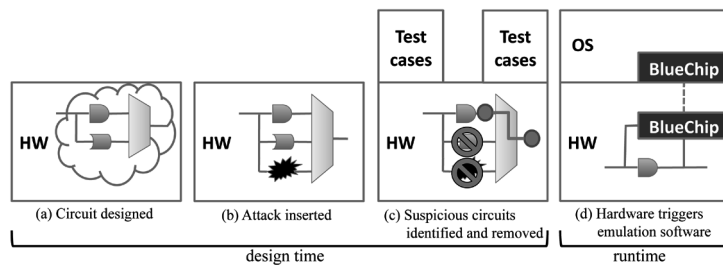 Test cases
Test cases
OS
BlueChip
BlueChip
HW
HW
HW
HW
(a) Circuit designed
(b) Attack inserted
(c) Suspicious circuits
identified and removed
(d) Hardware triggers
emulation software
design time
runtime